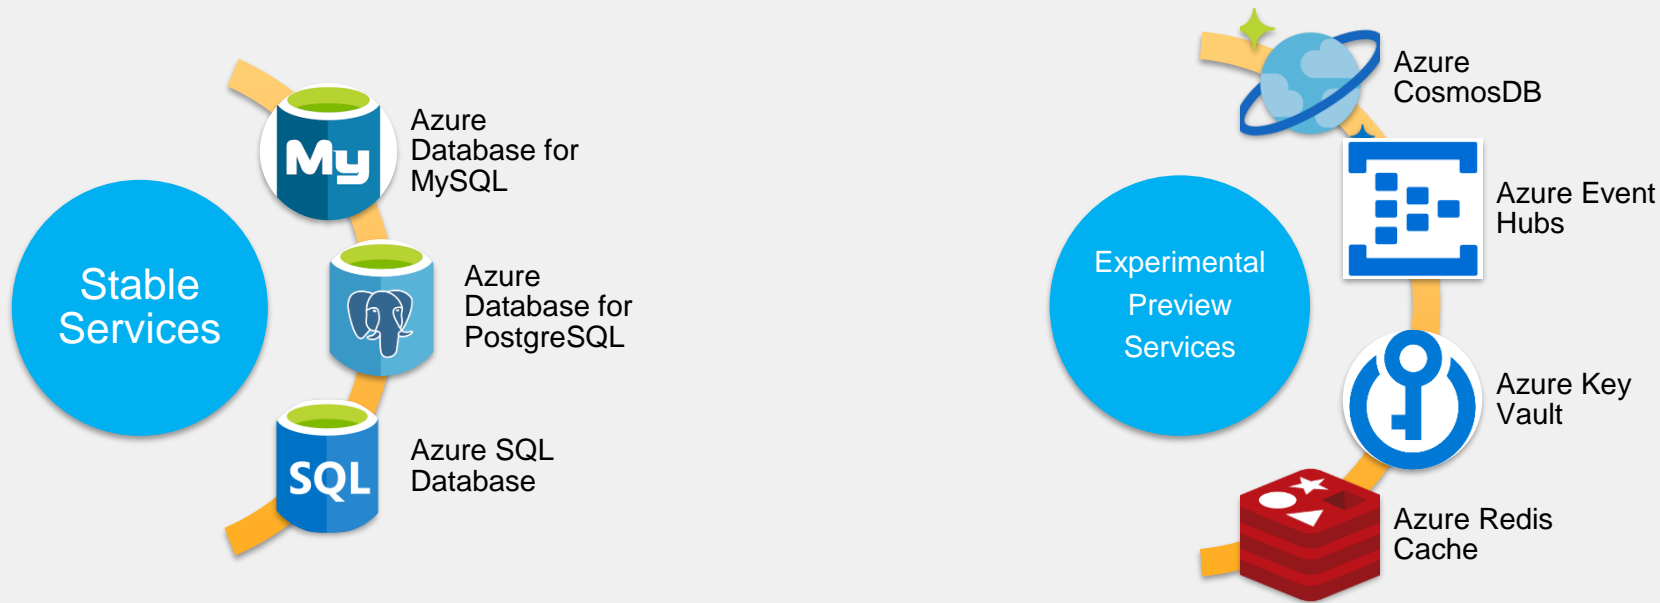 Stable
Services
My
Azure
Database for
MySQL
Azure
Database for
PostgreSQL
SQL
Azure SQL
Database
Experimental
Preview
Services
Azure
CosmosDB
Azure Event
Hubs
Azure Key
Vault
Azure Redis
Cache